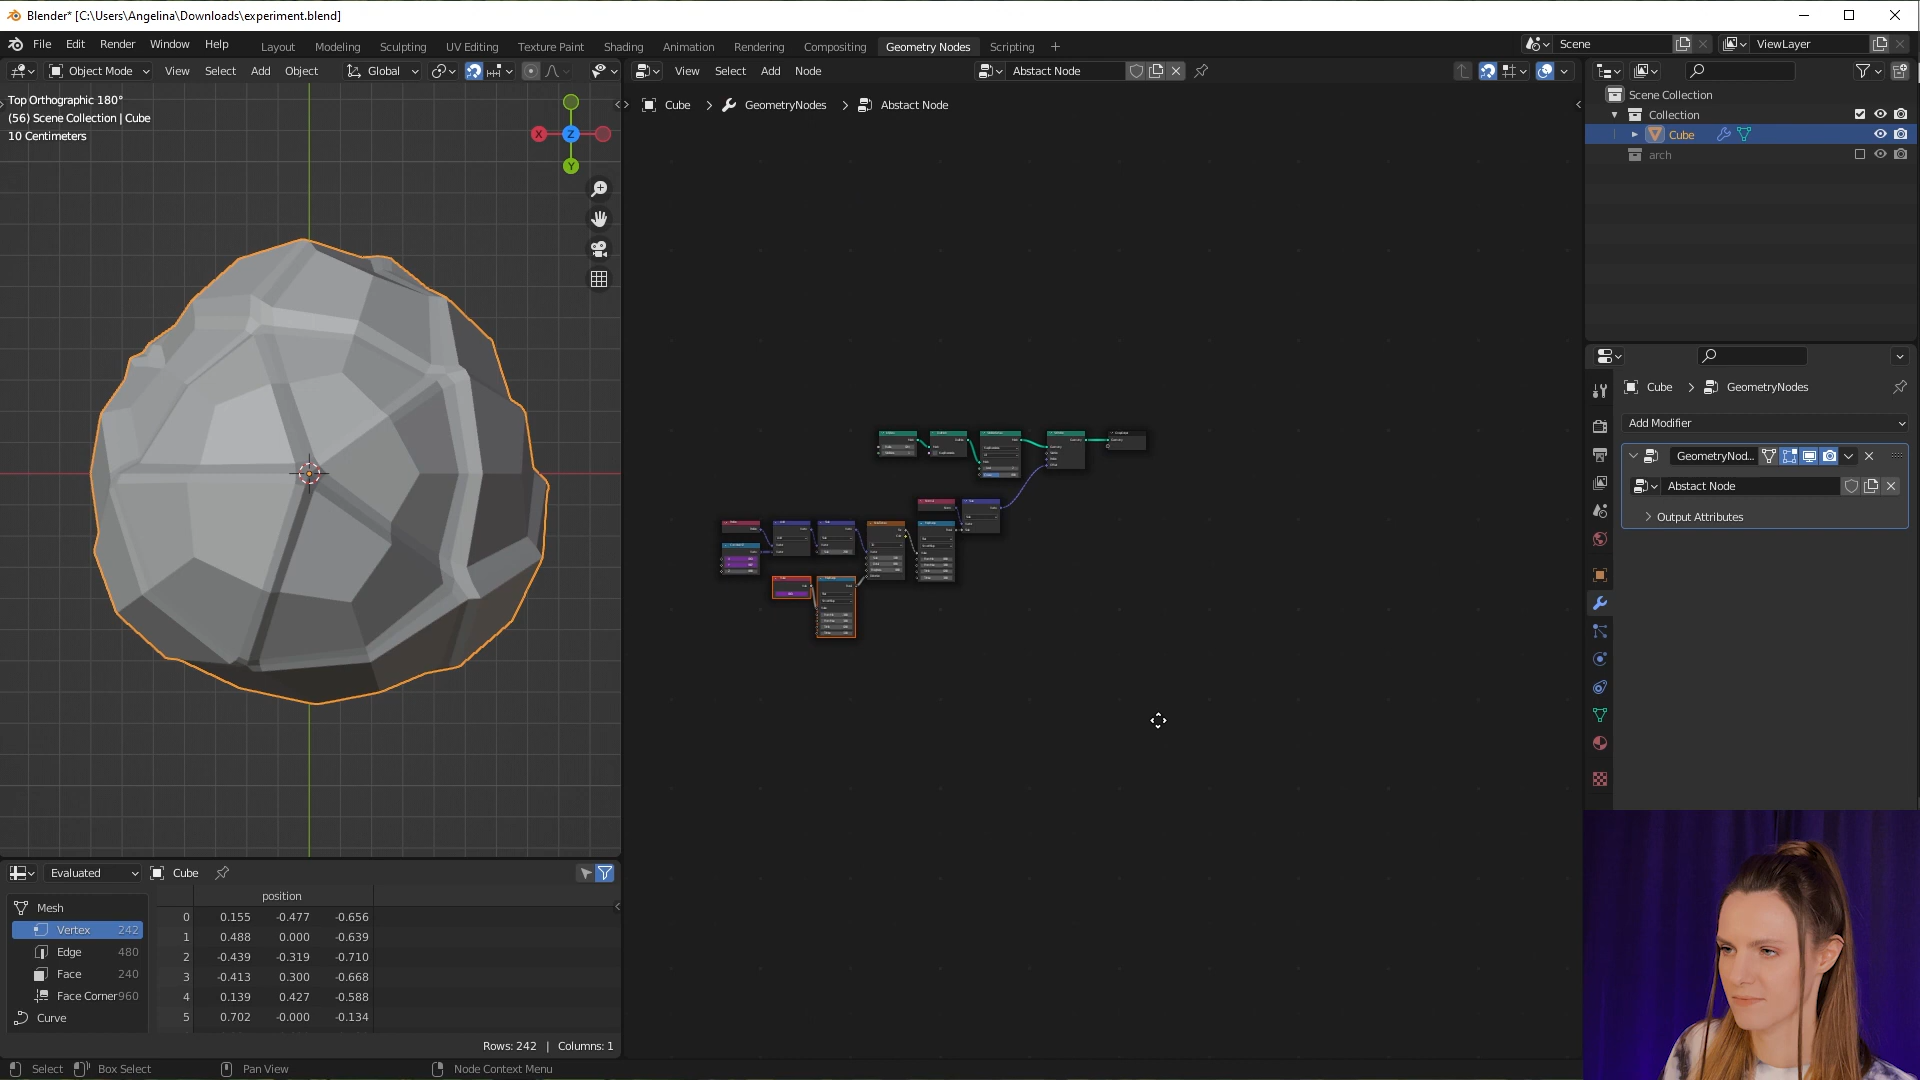 Blender* [C:\Users\Angelina\Downloads\experiment.blend]
File Edit Render Window Help Layout Modeling Sculpting UV Editing Texture Paint Shading Animation Rendering Compositing Geometry Nodes Scripting + Scene ViewLayer
Object Mode View Select Add Object Global View Select Add Node Abstact Node
Top Orthographic 180°
(56) Scene Collection | Cube
10 Centimeters
X Z Y
Cube > GeometryNodes > Abstact Node
Scene Collection
Collection
Cube
arch
Cube > GeometryNodes
Add Modifier
GeometryNod...
Abstact Node
Output Attributes
Evaluated Cube
Mesh
Vertex 242
Edge 480
Face 240
Face Corner 960
Curve
position
0 0.155 -0.477 -0.656
1 0.488 0.000 -0.639
2 -0.439 -0.319 -0.710
3 -0.413 0.300 -0.668
4 0.139 0.427 -0.588
5 0.702 -0.000 -0.134
Rows: 242 | Columns: 1
Select Box Select Pan View Node Context Menu